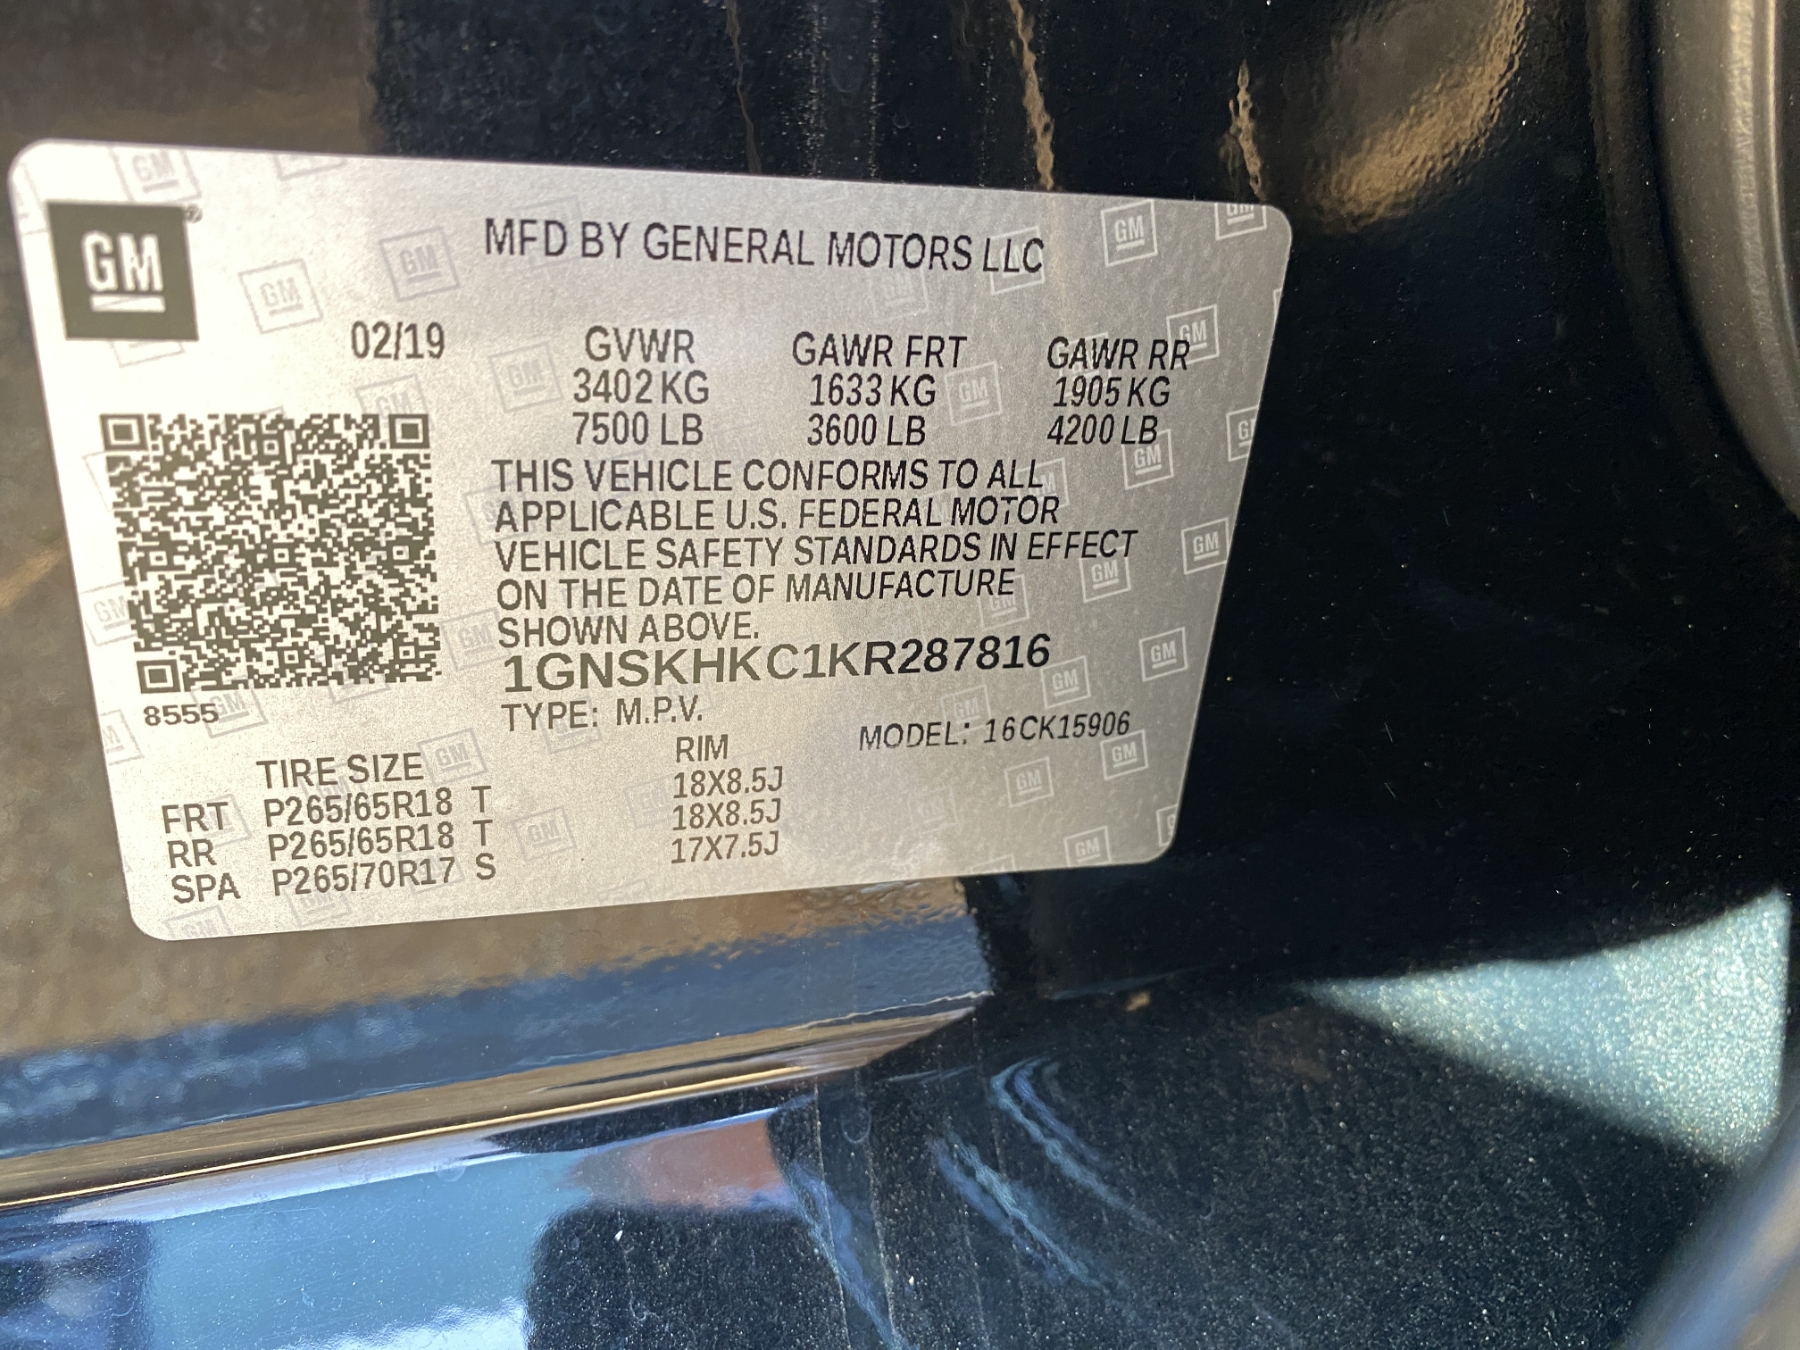 GM
MFD BY GENERAL MOTORS LLC
02/19 GVWR GAWR FRT GAWR RR
3402 KG 1633 KG 1905 KG
7500 LB 3600 LB 4200 LB
THIS VEHICLE CONFORMS TO ALL
APPLICABLE U.S. FEDERAL MOTOR
VEHICLE SAFETY STANDARDS IN EFFECT
ON THE DATE OF MANUFACTURE
SHOWN ABOVE.
1GNSKHKC1KR287816
8555
TYPE: M.P.V. MODEL: 16CK15906
TIRE SIZE RIM
FRT P265/65R18 T 18X8.5J
RR P265/65R18 T 18X8.5J
SPA P265/70R17 S 17X7.5J